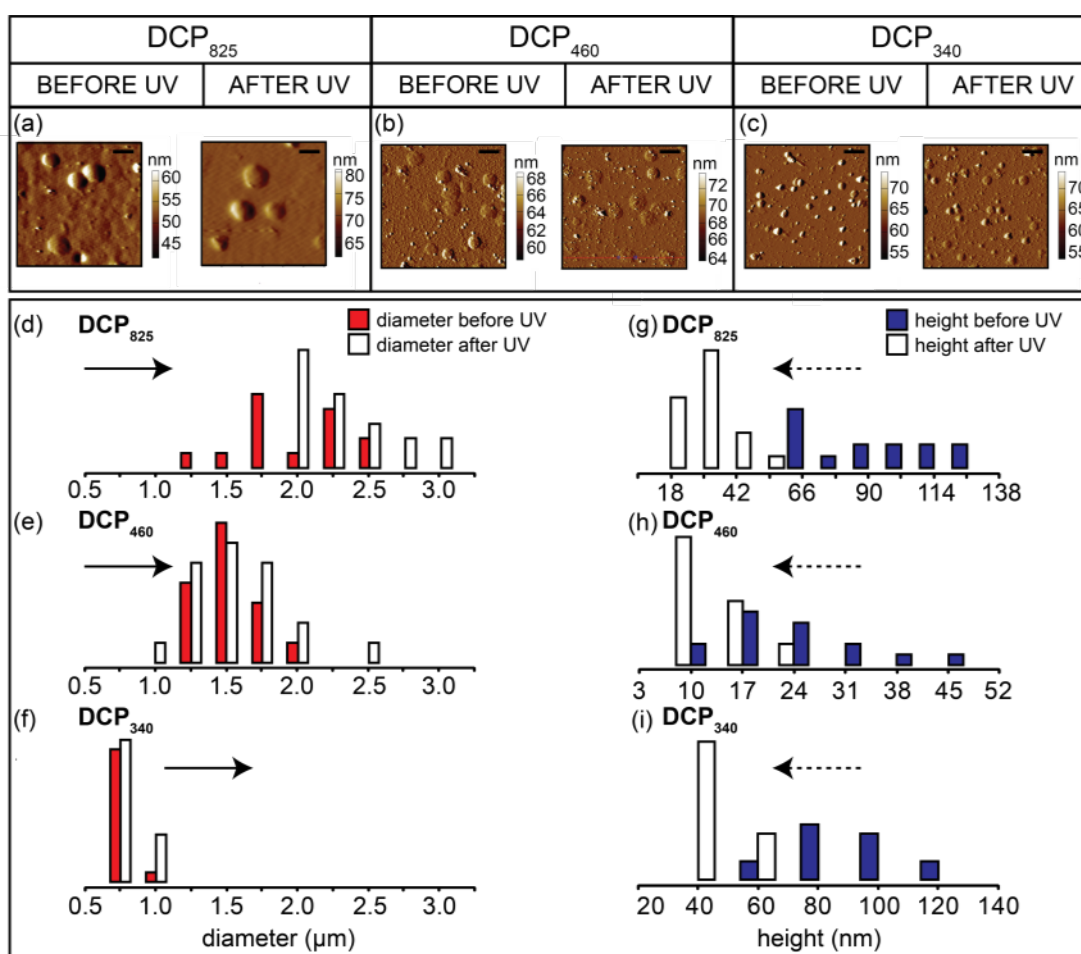 DCP825 DCP460 DCP340
BEFORE UV AFTER UV BEFORE UV AFTER UV BEFORE UV AFTER UV
(a) nm 60 50 45 nm 80 75 70 65
(b) nm 68 66 64 62 60 nm 72 70 68 66 64
(c) nm 70 65 60 55 nm 70 65 60 55
(d) DCP825 diameter before UV
diameter after UV
0.5 1.0 1.5 2.0 2.5 3.0
(g) DCP825 height before UV
height after UV
18 42 66 90 114 138
(e) DCP460
0.5 1.0 1.5 2.0 2.5 3.0
(h) DCP460
3 10 17 24 31 38 45 52
(f) DCP340
0.5 1.0 1.5 2.0 2.5 3.0
diameter (µm)
(i) DCP340
20 40 60 80 100 120 140
height (nm)